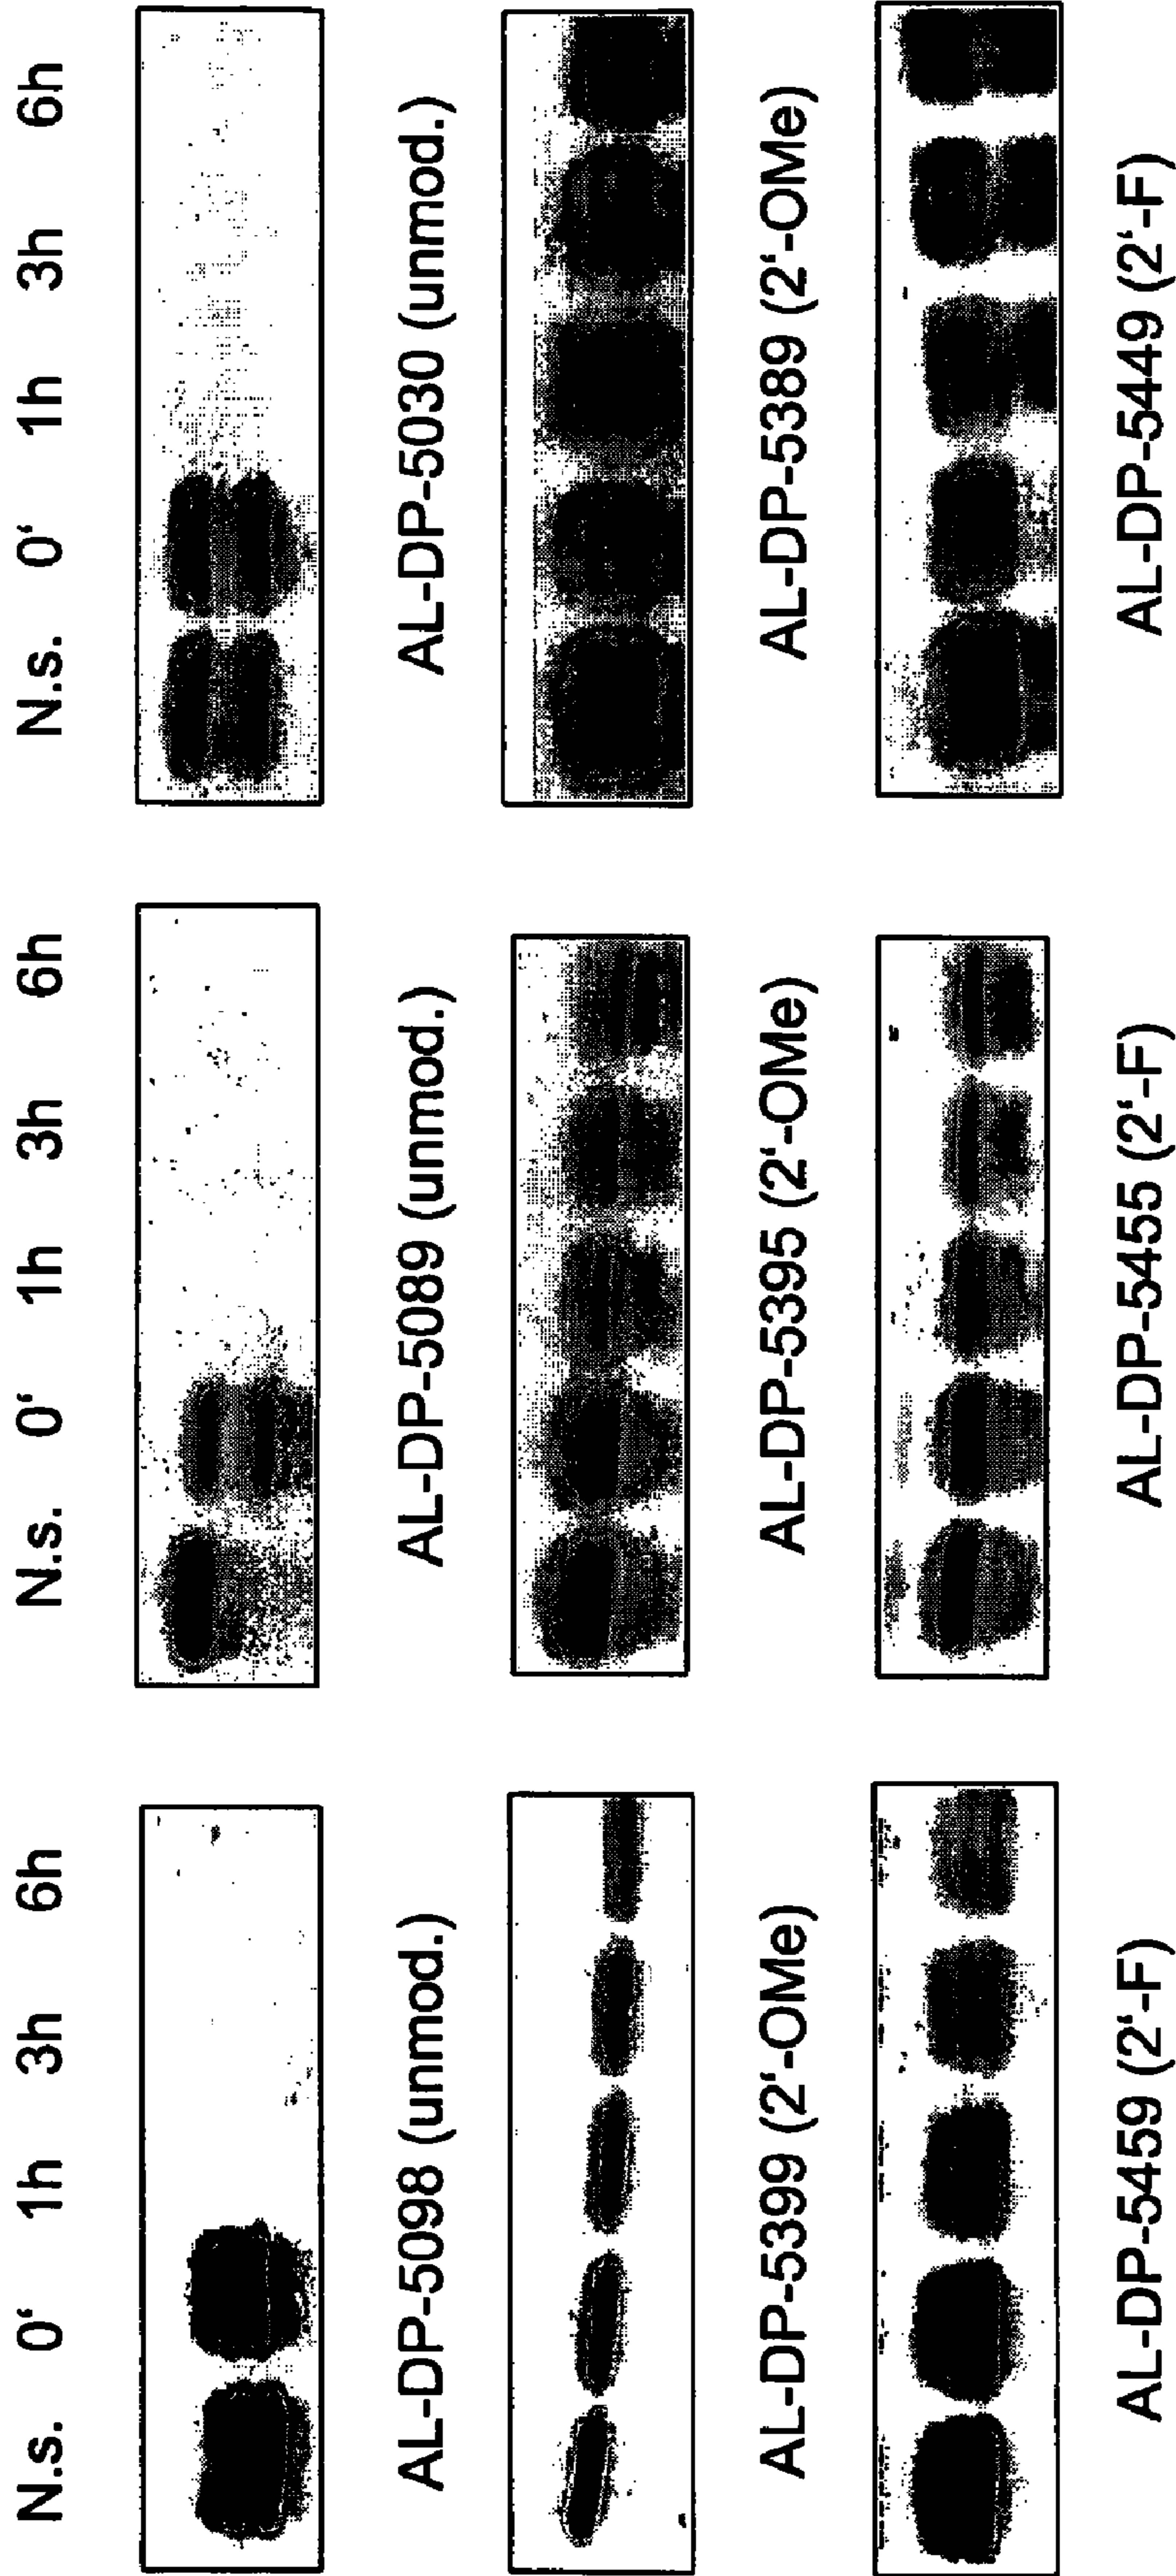 N.s. 0‘ 1h 3h 6h
N.s. 0‘ 1h 3h 6h
N.s. 0‘ 1h 3h 6h
AL-DP-5098 (unmod.)
AL-DP-5089 (unmod.)
AL-DP-5030 (unmod.)
AL-DP-5399 (2‘-OMe)
AL-DP-5395 (2‘-OMe)
AL-DP-5389 (2‘-OMe)
AL-DP-5459 (2‘-F)
AL-DP-5455 (2‘-F)
AL-DP-5449 (2‘-F)